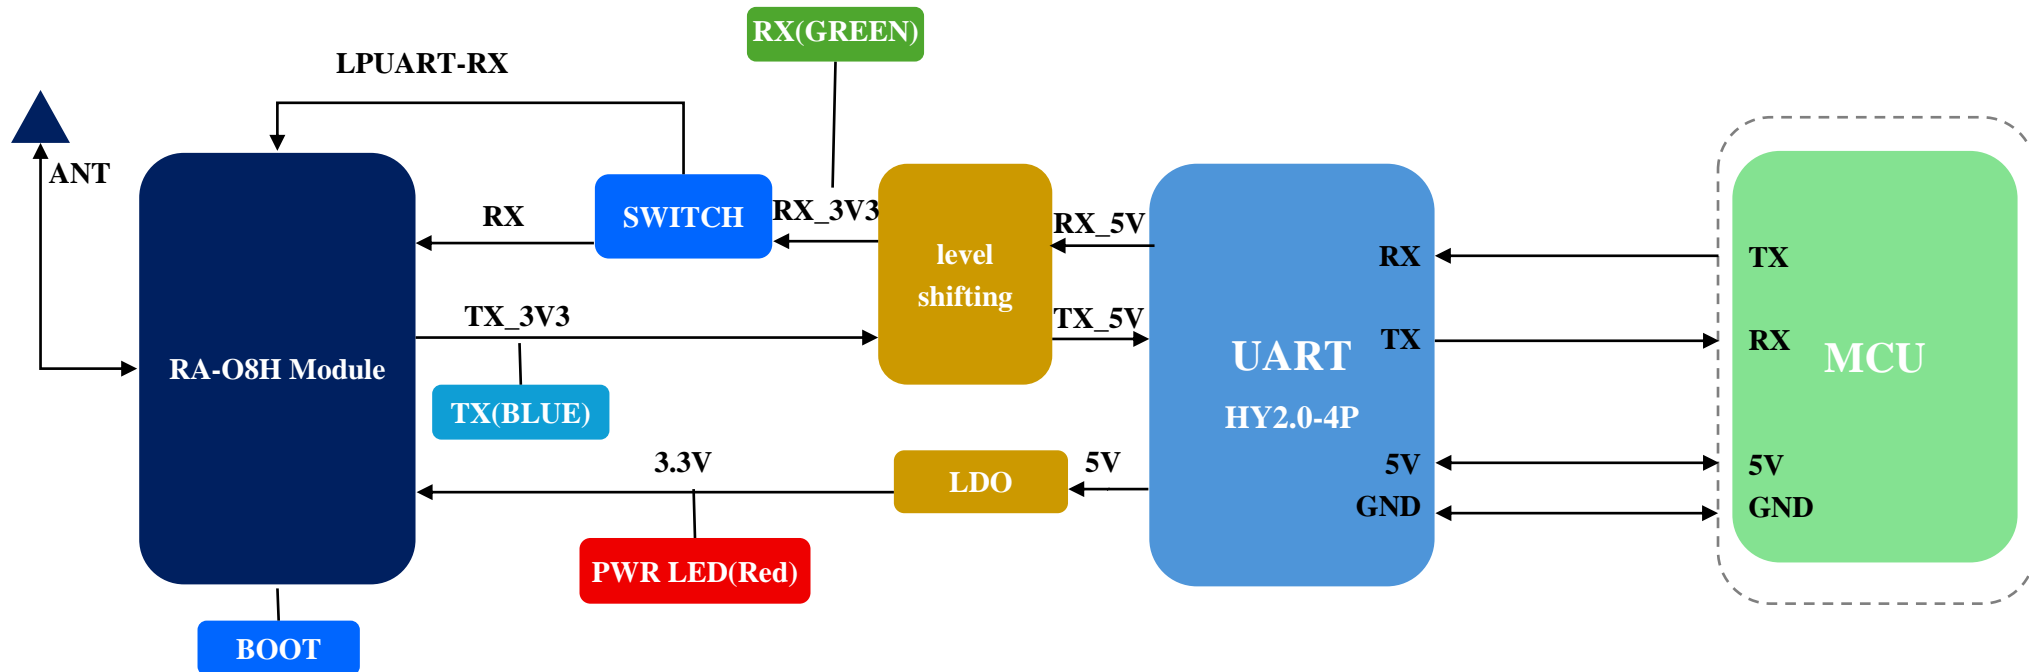 RX(GREEN)
LPUART-RX
ANT
RX
SWITCH
RX_3V3
level
shifting
RX_5V
TX_5V
TX_3V3
RA-O8H Module
TX(BLUE)
UART
HY2.0-4P
RX
TX
5V
GND
TX
RX
5V
GND
MCU
3.3V
LDO
5V
PWR LED(Red)
BOOT